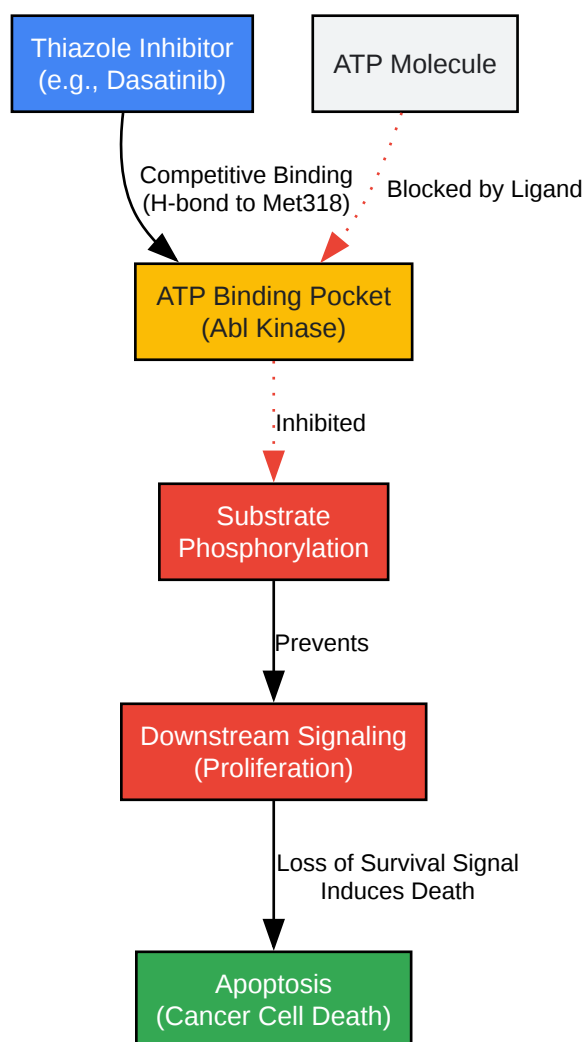 Thiazole Inhibitor
(e.g., Dasatinib)
ATP Molecule
Competitive Binding
(H-bond to Met318)
Blocked by Ligand
ATP Binding Pocket
(Abl Kinase)
Inhibited
Substrate
Phosphorylation
Prevents
Downstream Signaling
(Proliferation)
Loss of Survival Signal
Induces Death
Apoptosis
(Cancer Cell Death)